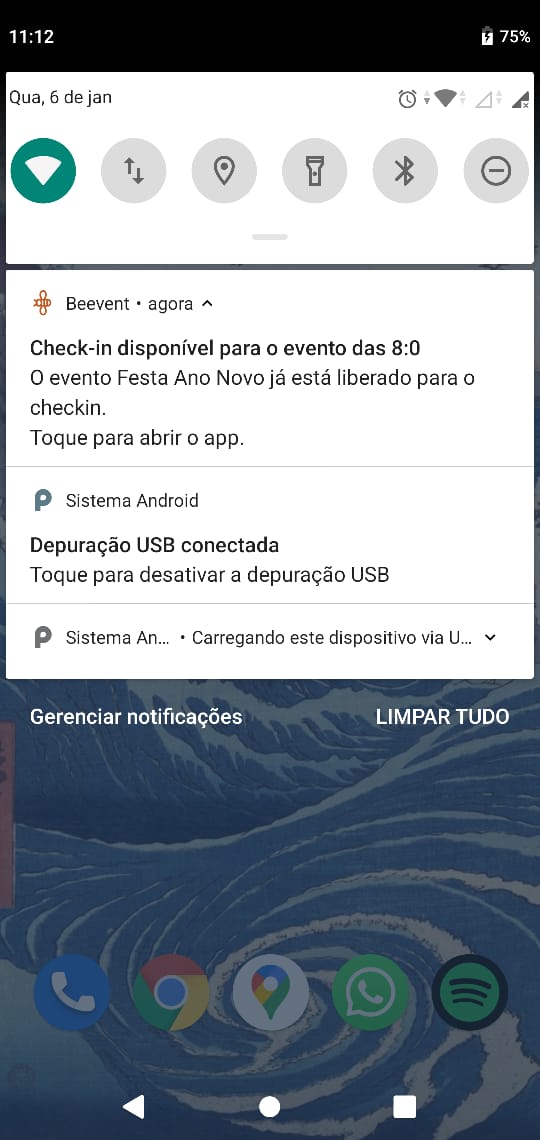 11:12
75%
Qua, 6 de jan
Beevent • agora
Check-in disponível para o evento das 8:0
O evento Festa Ano Novo já está liberado para o
checkin.
Toque para abrir o app.
Sistema Android
Depuração USB conectada
Toque para desativar a depuração USB
Sistema An... • Carregando este dispositivo via U...
Gerenciar notificações
LIMPAR TUDO